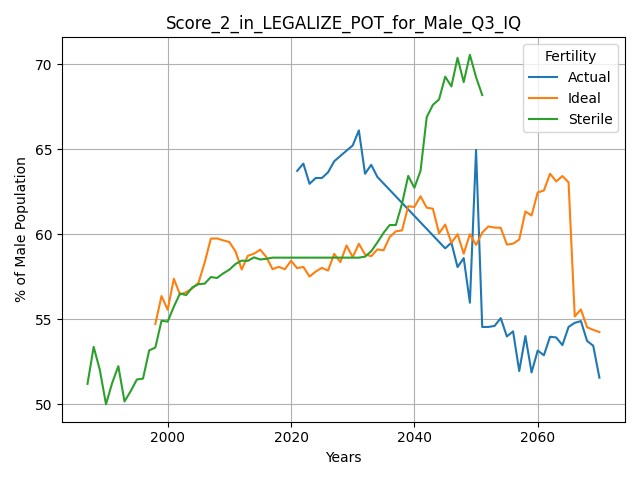 Score_2_in_LEGALIZE_POT_for_Male_Q3_IQ
Fertility
Actual
Ideal
Sterile
% of Male Population
70
65
60
55
50
2000
2020
2040
2060
Years